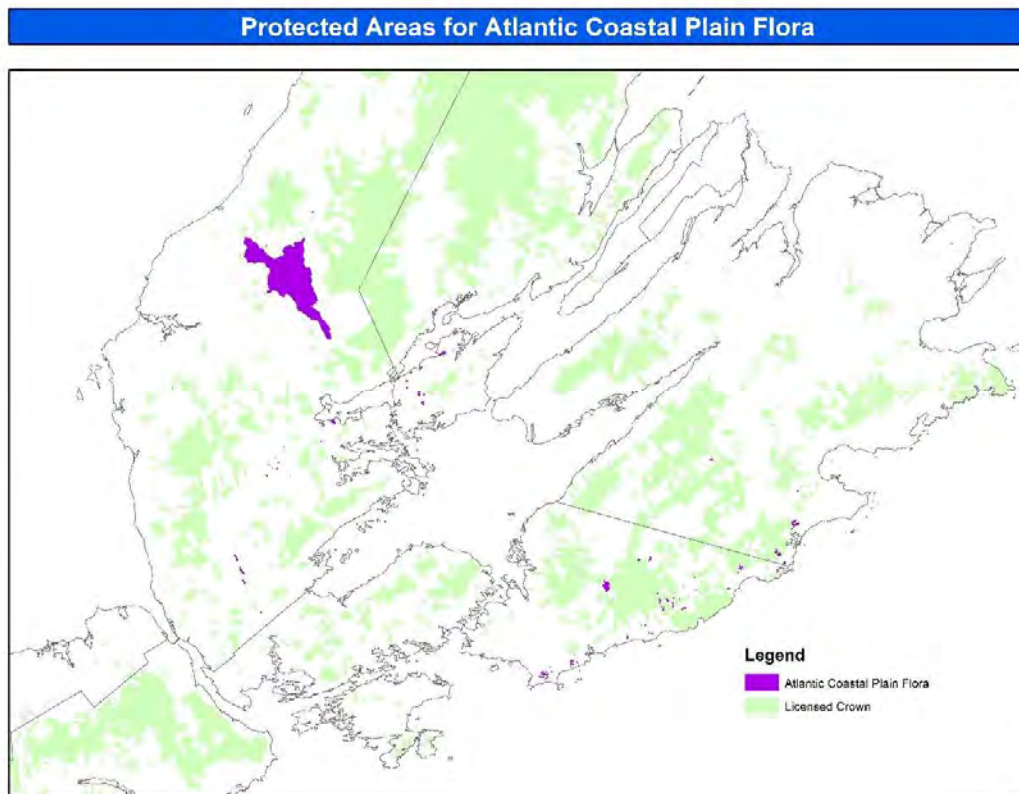 Protected Areas for Atlantic Coastal Plain Flora
Legend
Atlantic Coastal Plain Flora
Licensed Crown